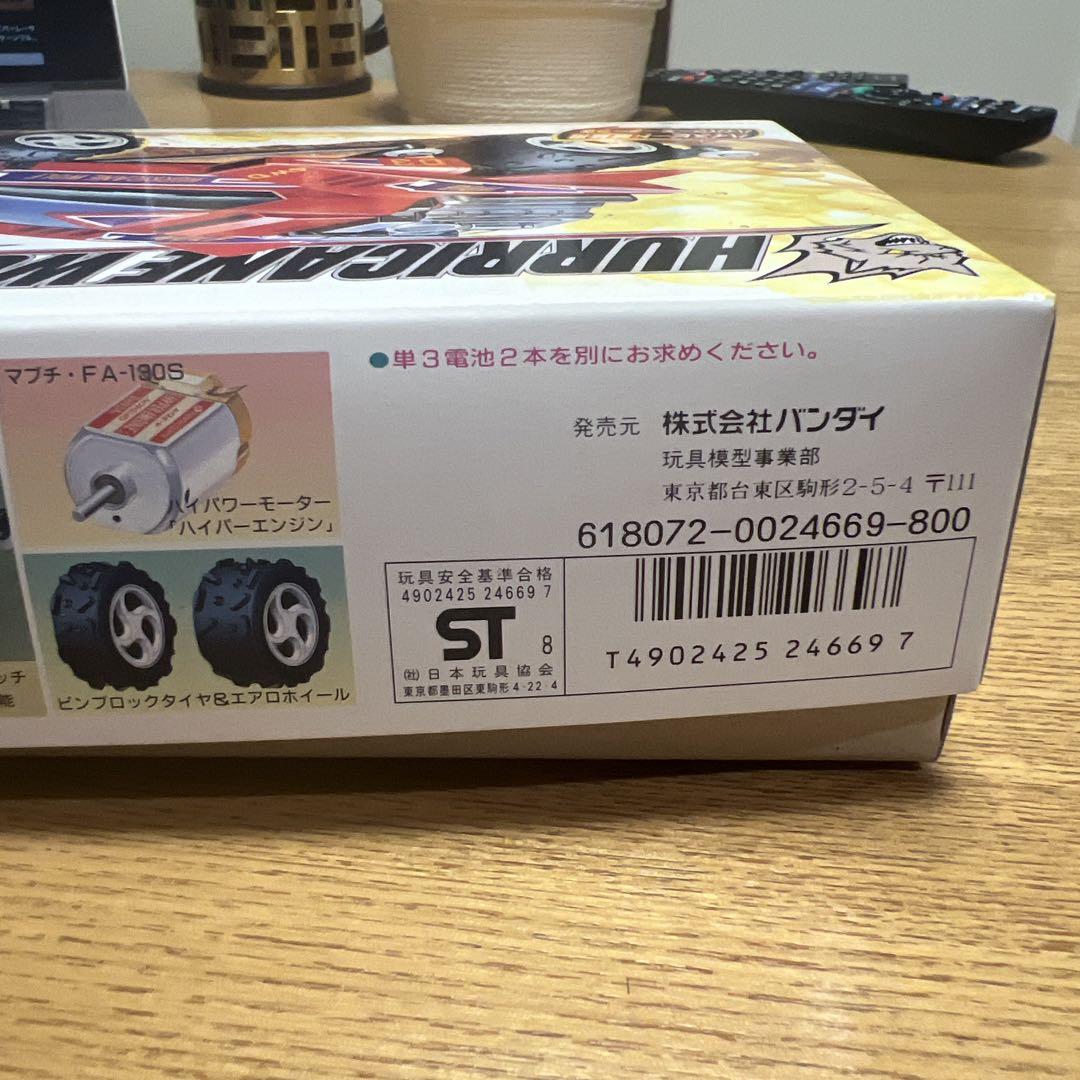 4WD
HURRICANE W
●単3電池2本を別にお求めください。
マブチ・FA-130S
ハイパワーモーター
「ハイパーエンジン」
発売元 株式会社バンダイ
玩具模型事業部
東京都台東区駒形2-5-4 〒111
618072-0024669-800
玩具安全基準合格
4902425 24669 7
ST 8
(社)日本玩具協会
東京都墨田区東駒形4-22-4
T4902425 24669 7
ッチ
能
ピンブロックタイヤ&エアロホイール